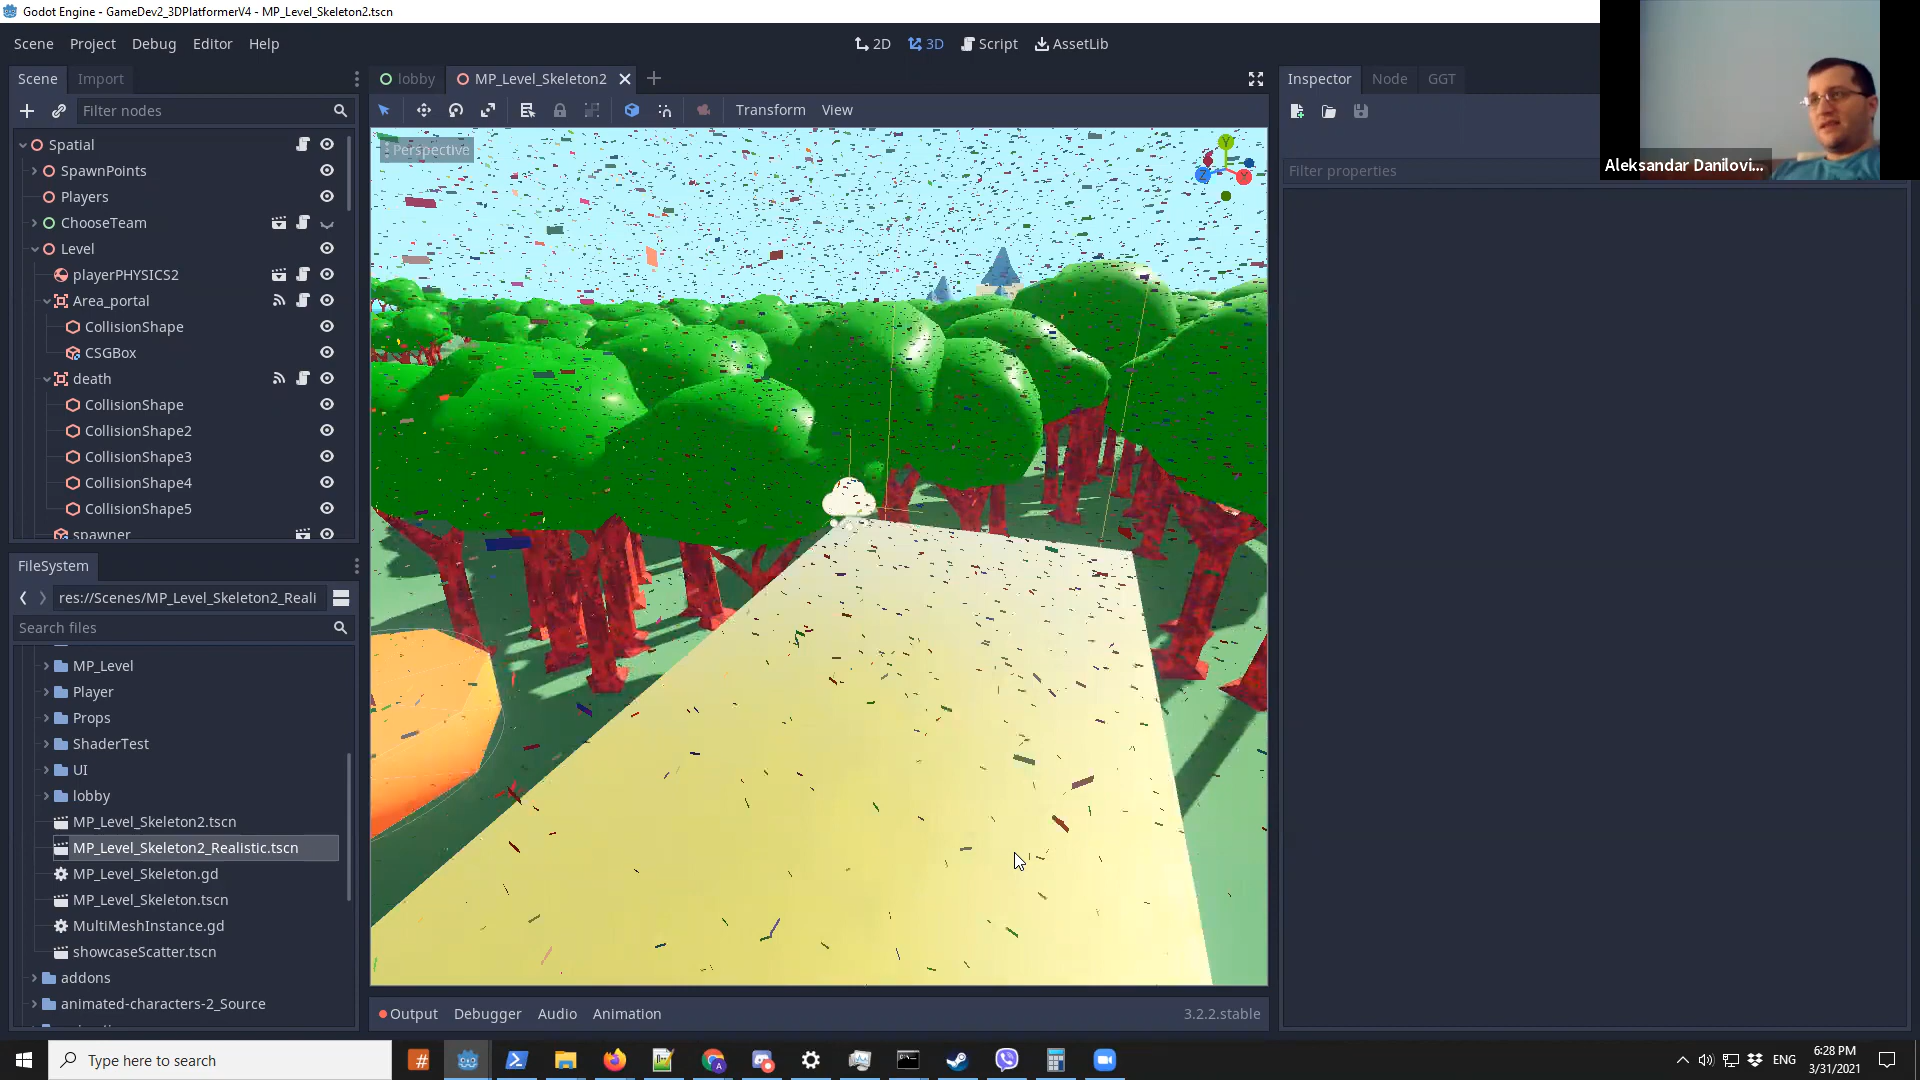 Godot Engine - GameDev2_3DPlatformerV4 - MP_Level_Skeleton2.tscn
Scene Project Debug Editor Help
2D 3D Script AssetLib
Scene Import
lobby MP_Level_Skeleton2
Inspector Node GGT
Filter nodes
Transform View
Perspective
Y
Z
X
Aleksandar Danilovi...
Filter properties
Spatial
SpawnPoints
Players
ChooseTeam
Level
playerPHYSICS2
Area_portal
CollisionShape
CSGBox
death
CollisionShape
CollisionShape2
CollisionShape3
CollisionShape4
CollisionShape5
spawner
FileSystem
res://Scenes/MP_Level_Skeleton2_Reali
Search files
MP_Level
Player
Props
ShaderTest
UI
lobby
MP_Level_Skeleton2.tscn
MP_Level_Skeleton2_Realistic.tscn
MP_Level_Skeleton.gd
MP_Level_Skeleton.tscn
MultiMeshInstance.gd
showcaseScatter.tscn
addons
animated-characters-2_Source
Output Debugger Audio Animation
3.2.2.stable
Type here to search
ENG
6:28 PM
3/31/2021